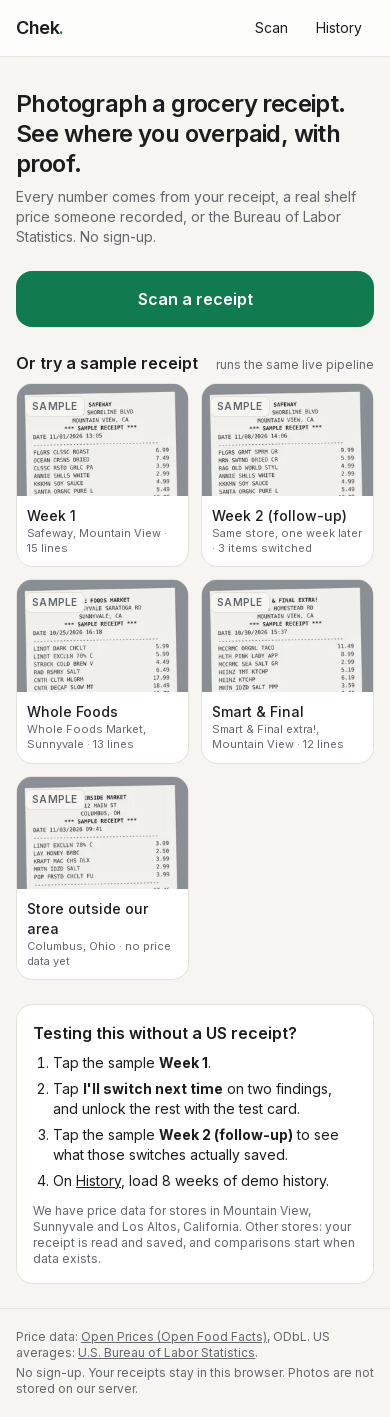 Chek.
Scan
History
Photograph a grocery receipt.
See where you overpaid, with
proof.
Every number comes from your receipt, a real shelf
price someone recorded, or the Bureau of Labor
Statistics. No sign-up.
Scan a receipt
Or try a sample receipt
runs the same live pipeline
SAMPLE
SAFEWAY
SHORELINE BLVD
MOUNTAIN VIEW, CA
*** SAMPLE RECEIPT ***
DATE 11/01/2026 13:05
FLGRS CLSSC ROAST 6.99
OCEAN CRSNS DRIED 7.49
CLSSC RSTD GRLC PA 3.99
ANNIE SHLLS WHITE 2.99
KKKMN SOY SAUCE 4.99
SANTA ORGNC PURE L 5.49
Week 1
Safeway, Mountain View ·
15 lines
SAMPLE
SAFEWAY
SHORELINE BLVD
MOUNTAIN VIEW, CA
*** SAMPLE RECEIPT ***
DATE 11/08/2026 14:06
FLGRS GRMT SPRM GR 9.99
MRN SWTND DRIED CR 5.99
RAG OLD WORLD STYL 4.99
ANNIE SHLLS WHITE 2.99
KKKMN SOY SAUCE 4.99
SANTA ORGNC PURE L 5.49
Week 2 (follow-up)
Same store, one week later
· 3 items switched
SAMPLE
FOODS MARKET
SARATOGA RD
SUNNYVALE, CA
*** SAMPLE RECEIPT ***
DATE 10/25/2026 16:18
LINDT DARK CHCLT 5.99
LINDT EXCLLN 70% C 5.99
STRBCK COLD BREW V 4.49
RAO RSMRY SALT 6.49
CNTN CLTR HLGRM 17.99
CNTN DECAF SLOW MT 18.49
Whole Foods
Whole Foods Market,
Sunnyvale · 13 lines
SAMPLE
& FINAL EXTRA!
HOMESTEAD RD
MOUNTAIN VIEW, CA
*** SAMPLE RECEIPT ***
DATE 10/30/2026 15:37
MCCRMC ORGNL TACO 11.49
HLTH PINK LADY APP 8.99
MCCRMC SEA SALT GR 2.99
HEINZ TMT KTCHP 5.19
HEINZ KTCHP 6.19
MRTN IDZD SALT PMP 3.59
Smart & Final
Smart & Final extra!,
Mountain View · 12 lines
SAMPLE
RSIDE MARKET
12 MAIN ST
COLUMBUS, OH
*** SAMPLE RECEIPT ***
DATE 11/03/2026 09:41
LINDT EXCLLN 70% C 3.99
LAY HONEY BRBC 2.50
KRAFT MAC CHS DLX 3.99
MRTN IDZD SALT 2.99
POP FRSTD CHCLT FU 3.99
Store outside our
area
Columbus, Ohio · no price
data yet
Testing this without a US receipt?
1. Tap the sample Week 1.
2. Tap I'll switch next time on two findings,
and unlock the rest with the test card.
3. Tap the sample Week 2 (follow-up) to see
what those switches actually saved.
4. On History, load 8 weeks of demo history.
We have price data for stores in Mountain View,
Sunnyvale and Los Altos, California. Other stores: your
receipt is read and saved, and comparisons start when
data exists.
Price data: Open Prices (Open Food Facts), ODbL. US
averages: U.S. Bureau of Labor Statistics.
No sign-up. Your receipts stay in this browser. Photos are not
stored on our server.